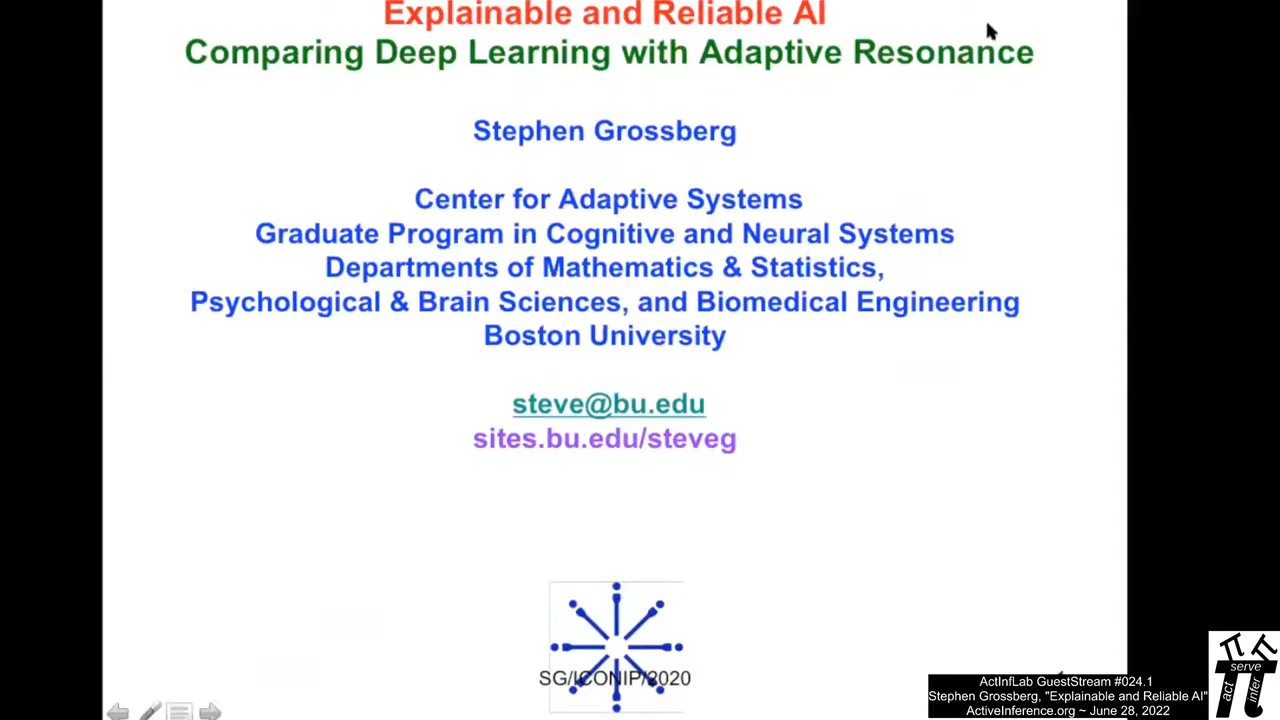 Explainable and Reliable AI
Comparing Deep Learning with Adaptive Resonance
Stephen Grossberg
Center for Adaptive Systems
Graduate Program in Cognitive and Neural Systems
Departments of Mathematics & Statistics,
Psychological & Brain Sciences, and Biomedical Engineering
Boston University
steve@bu.edu
sites.bu.edu/steveg
SG/ICONIP/2020
ActInfLab GuestStream #024.1
Stephen Grossberg, "Explainable and Reliable AI"
ActiveInference.org ~ June 28, 2022
serve
act
infer